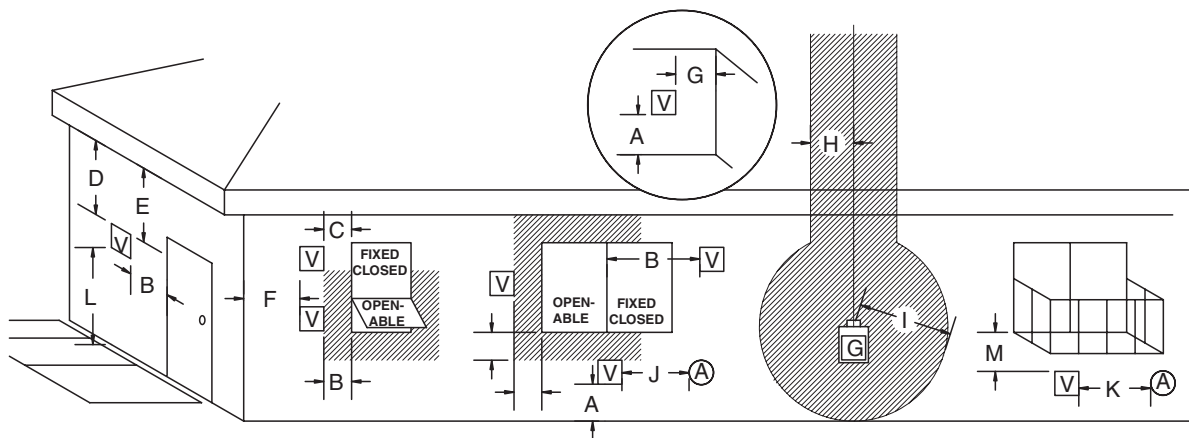 G
V
A
H
D
E
V
B
L
F
C
V
FIXED
CLOSED
V
OPEN-
ABLE
B
V
OPEN-
ABLE
FIXED
CLOSED
B
V
V
J
A
A
I
G
M
V
K
A